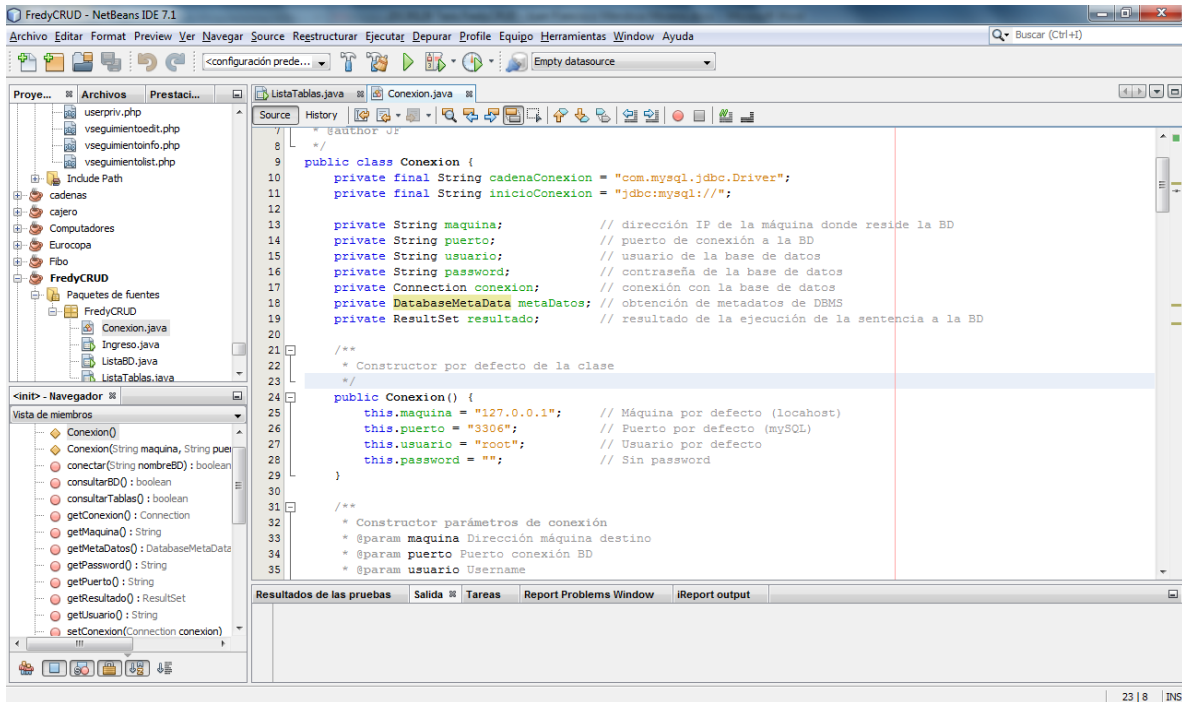 FredyCRUD - NetBeans IDE 7.1
Archivo Editar Format Preview Ver Navegar Source Reestructurar Ejecutar Depurar Profile Equipo Herramientas Window Ayuda
Buscar (Ctrl+I)
<configuración prede...
Empty datasource
Proye...
Archivos
Prestaci...
userpriv.php
vseguimientoedit.php
vseguimientoinfo.php
vseguimientolist.php
Include Path
cadenas
cajero
Computadores
Eurocopa
Fibo
FredyCRUD
Paquetes de fuentes
FredyCRUD
Conexion.java
Ingreso.java
ListaBD.java
ListaTablas.java
<init> - Navegador
Vista de miembros
Conexion()
Conexion(String maquina, String puer
conectar(String nombreBD) : boolean
consultarBD() : boolean
consultarTablas() : boolean
getConexion() : Connection
getMaquina() : String
getMetaDatos() : DatabaseMetaData
getPassword() : String
getPuerto() : String
getResultado() : ResultSet
getUsuario() : String
setConexion(Connection conexion)
ListaTablas.java
Conexion.java
Source History
7 * @author JF
8 */
9 public class Conexion {
10 private final String cadenaConexion = "com.mysql.jdbc.Driver";
11 private final String inicioConexion = "jdbc:mysql://";
12
13 private String maquina; // dirección IP de la máquina donde reside la BD
14 private String puerto; // puerto de conexión a la BD
15 private String usuario; // usuario de la base de datos
16 private String password; // contraseña de la base de datos
17 private Connection conexion; // conexión con la base de datos
18 private DatabaseMetaData metaDatos; // obtención de metadatos de DBMS
19 private ResultSet resultado; // resultado de la ejecución de la sentencia a la BD
20
21 /**
22 * Constructor por defecto de la clase
23 */
24 public Conexion() {
25 this.maquina = "127.0.0.1"; // Máquina por defecto (locahost)
26 this.puerto = "3306"; // Puerto por defecto (mySQL)
27 this.usuario = "root"; // Usuario por defecto
28 this.password = ""; // Sin password
29 }
30
31 /**
32 * Constructor parámetros de conexión
33 * @param maquina Dirección máquina destino
34 * @param puerto Puerto conexión BD
35 * @param usuario Username
Resultados de las pruebas
Salida
Tareas
Report Problems Window
iReport output
23 | 8 INS